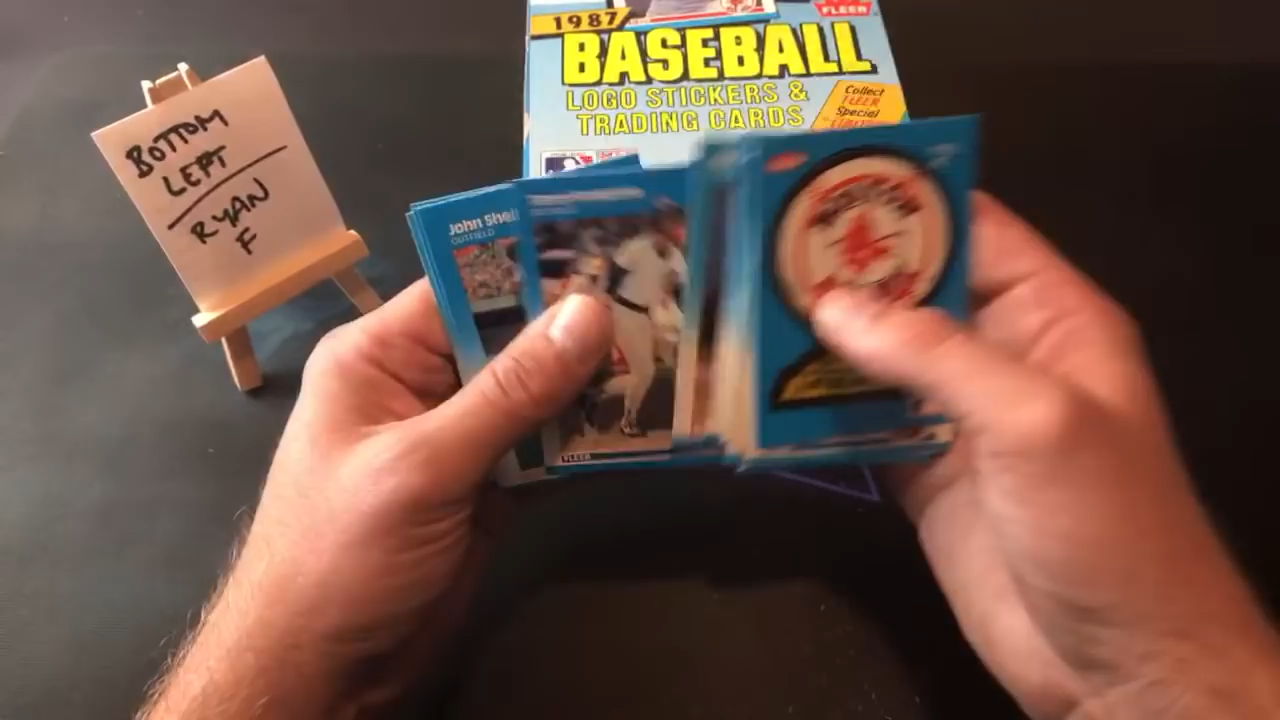 1987
FLEER
BASEBALL
LOGO STICKERS &
TRADING CARDS
Collect
FLEER
Special
BOTTOM
LEFT
RYAN
F
John Shel
OUTFIELD
FLEER